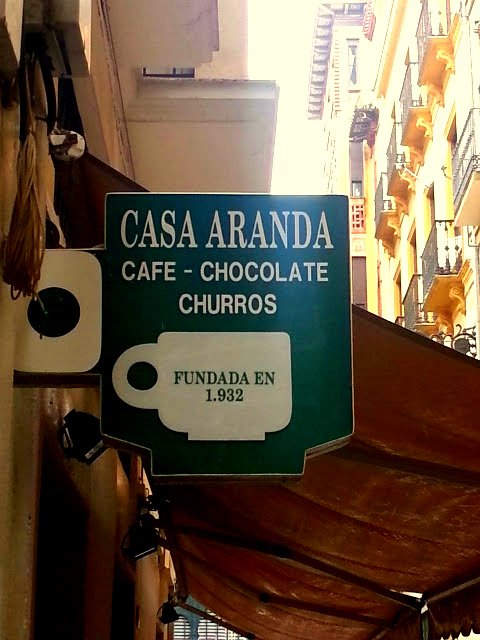 CASA ARANDA
CAFE - CHOCOLATE
CHURROS
FUNDADA EN
1.932